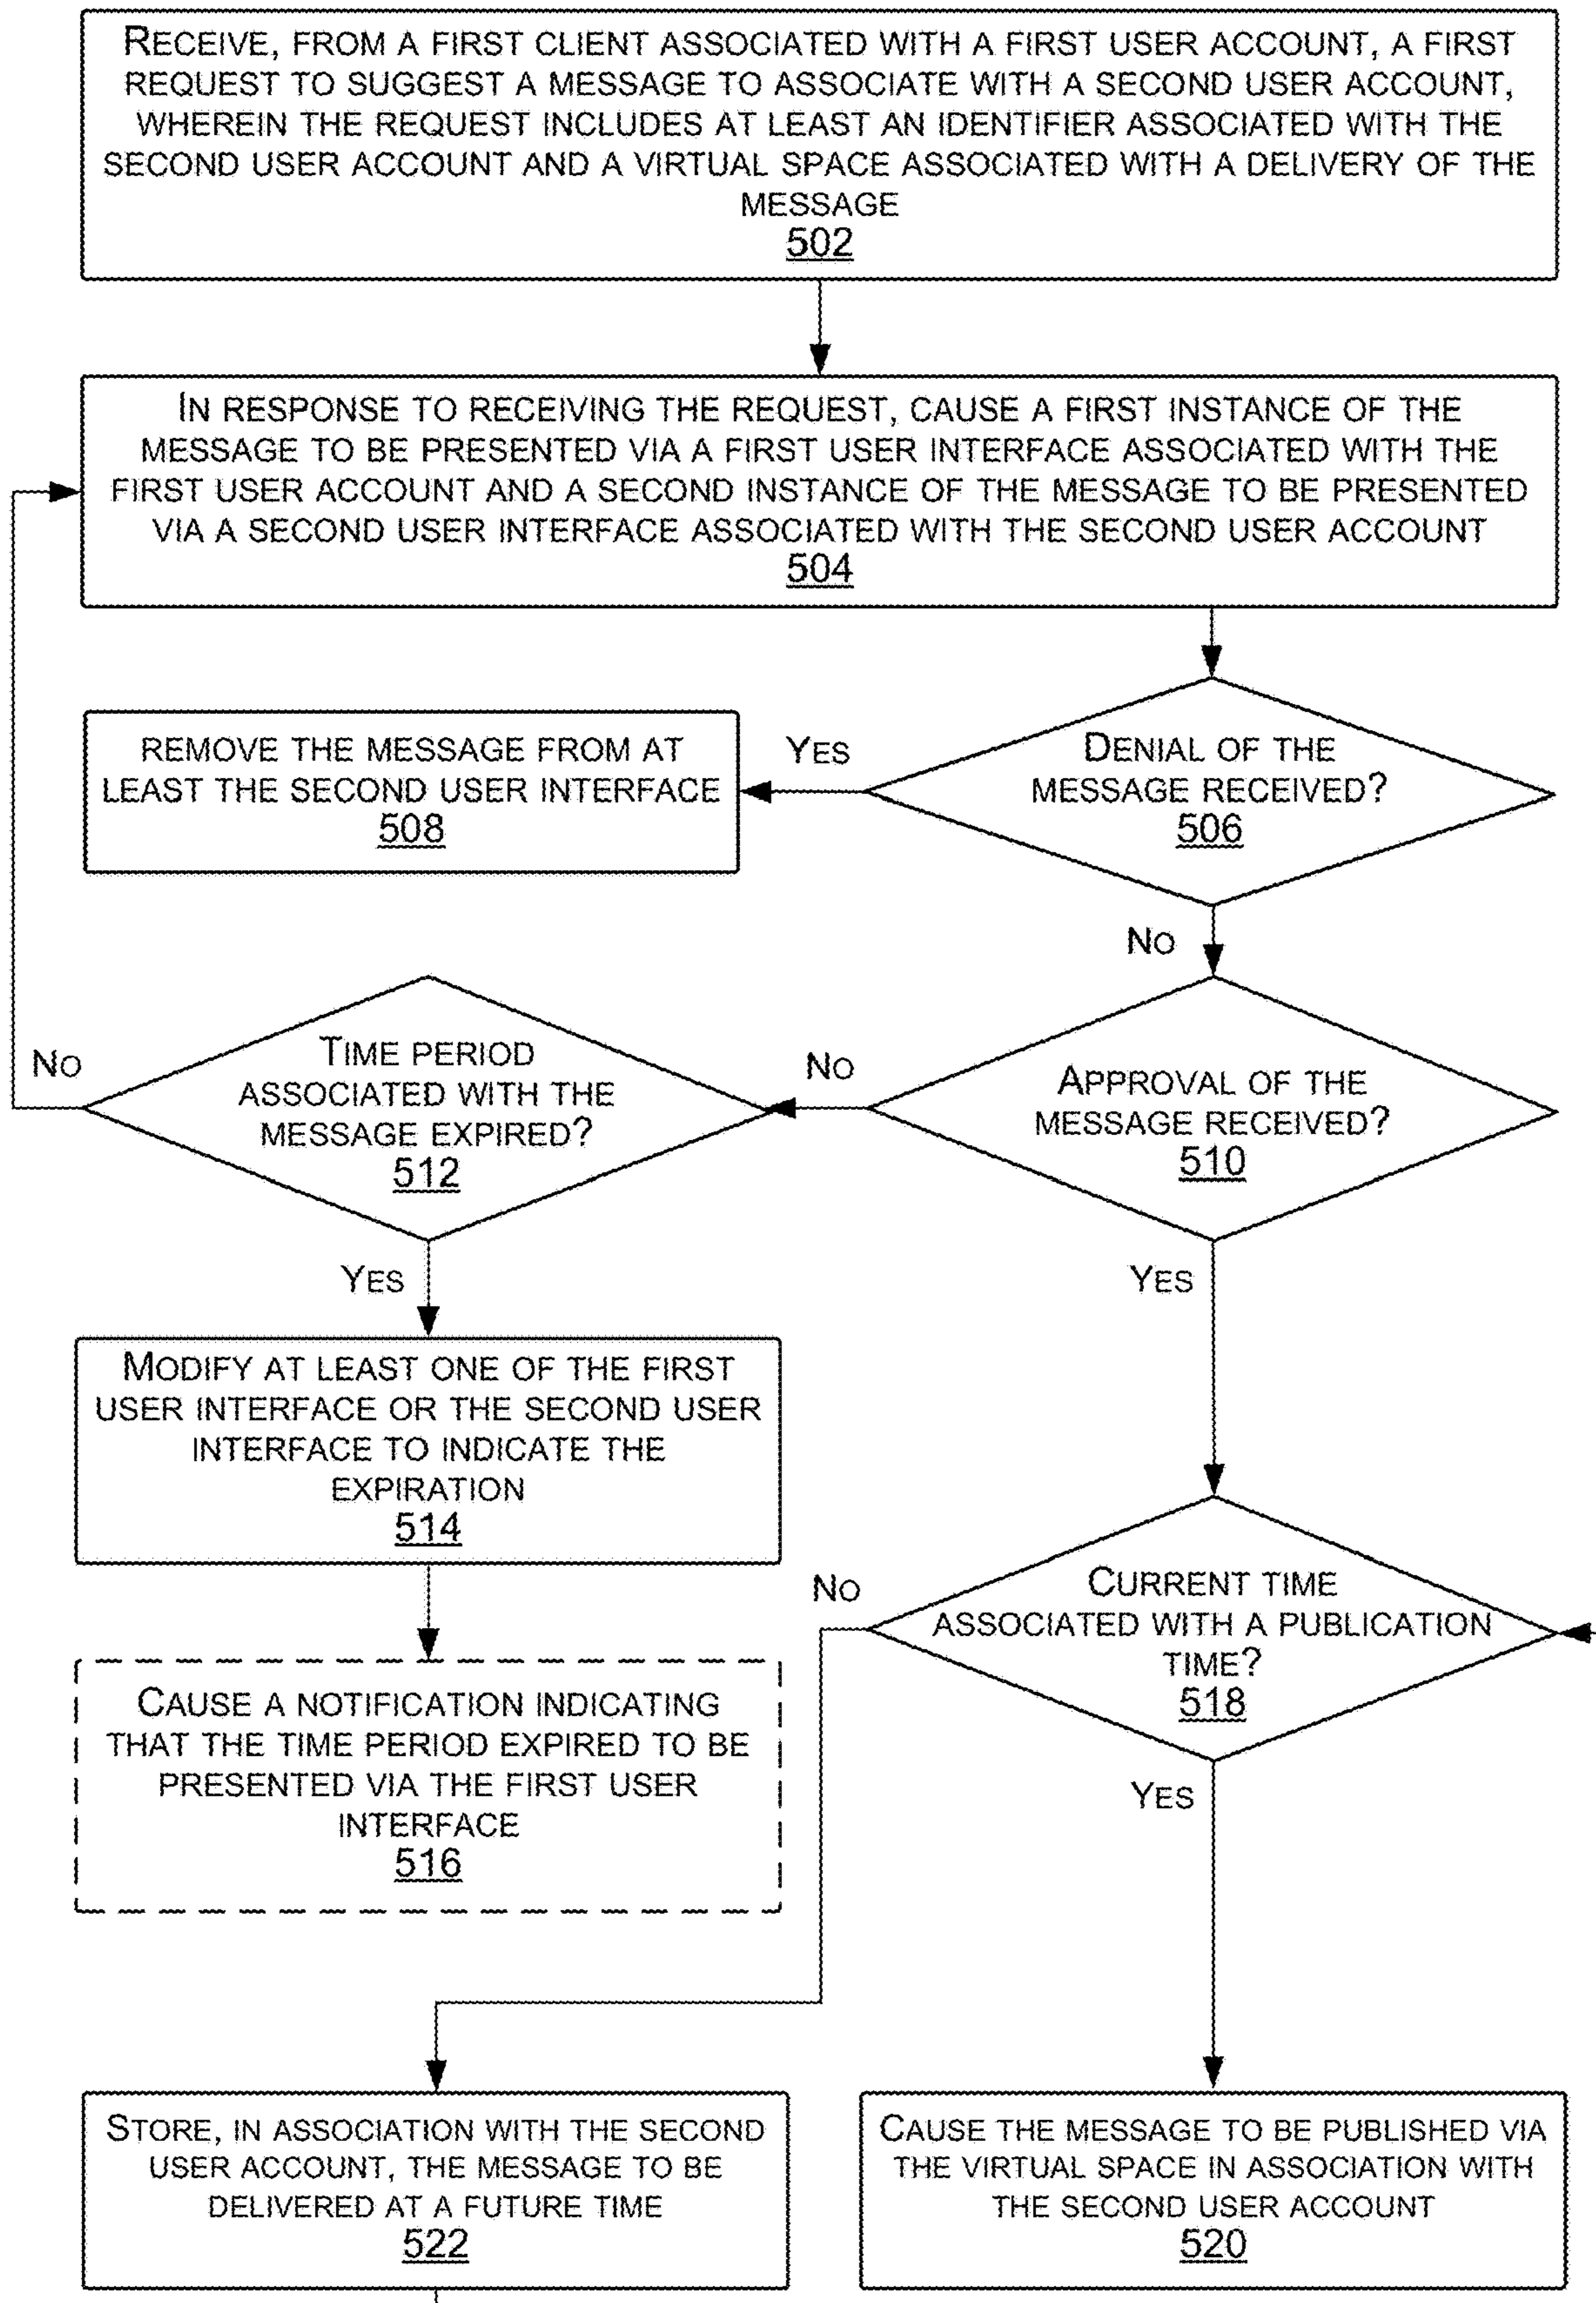 RECEIVE, FROM A FIRST CLIENT ASSOCIATED WITH A FIRST USER ACCOUNT, A FIRST
REQUEST TO SUGGEST A MESSAGE TO ASSOCIATE WITH A SECOND USER ACCOUNT,
WHEREIN THE REQUEST INCLUDES AT LEAST AN IDENTIFIER ASSOCIATED WITH THE
SECOND USER ACCOUNT AND A VIRTUAL SPACE ASSOCIATED WITH A DELIVERY OF THE
MESSAGE
502
IN RESPONSE TO RECEIVING THE REQUEST, CAUSE A FIRST INSTANCE OF THE
MESSAGE TO BE PRESENTED VIA A FIRST USER INTERFACE ASSOCIATED WITH THE
FIRST USER ACCOUNT AND A SECOND INSTANCE OF THE MESSAGE TO BE PRESENTED
VIA A SECOND USER INTERFACE ASSOCIATED WITH THE SECOND USER ACCOUNT
504
DENIAL OF THE
MESSAGE RECEIVED?
506
YES
REMOVE THE MESSAGE FROM AT
LEAST THE SECOND USER INTERFACE
508
NO
APPROVAL OF THE
MESSAGE RECEIVED?
510
NO
TIME PERIOD
ASSOCIATED WITH THE
MESSAGE EXPIRED?
512
NO
YES
MODIFY AT LEAST ONE OF THE FIRST
USER INTERFACE OR THE SECOND USER
INTERFACE TO INDICATE THE
EXPIRATION
514
CAUSE A NOTIFICATION INDICATING
THAT THE TIME PERIOD EXPIRED TO BE
PRESENTED VIA THE FIRST USER
INTERFACE
516
YES
CURRENT TIME
ASSOCIATED WITH A PUBLICATION
TIME?
518
NO
YES
STORE, IN ASSOCIATION WITH THE SECOND
USER ACCOUNT, THE MESSAGE TO BE
DELIVERED AT A FUTURE TIME
522
CAUSE THE MESSAGE TO BE PUBLISHED VIA
THE VIRTUAL SPACE IN ASSOCIATION WITH
THE SECOND USER ACCOUNT
520